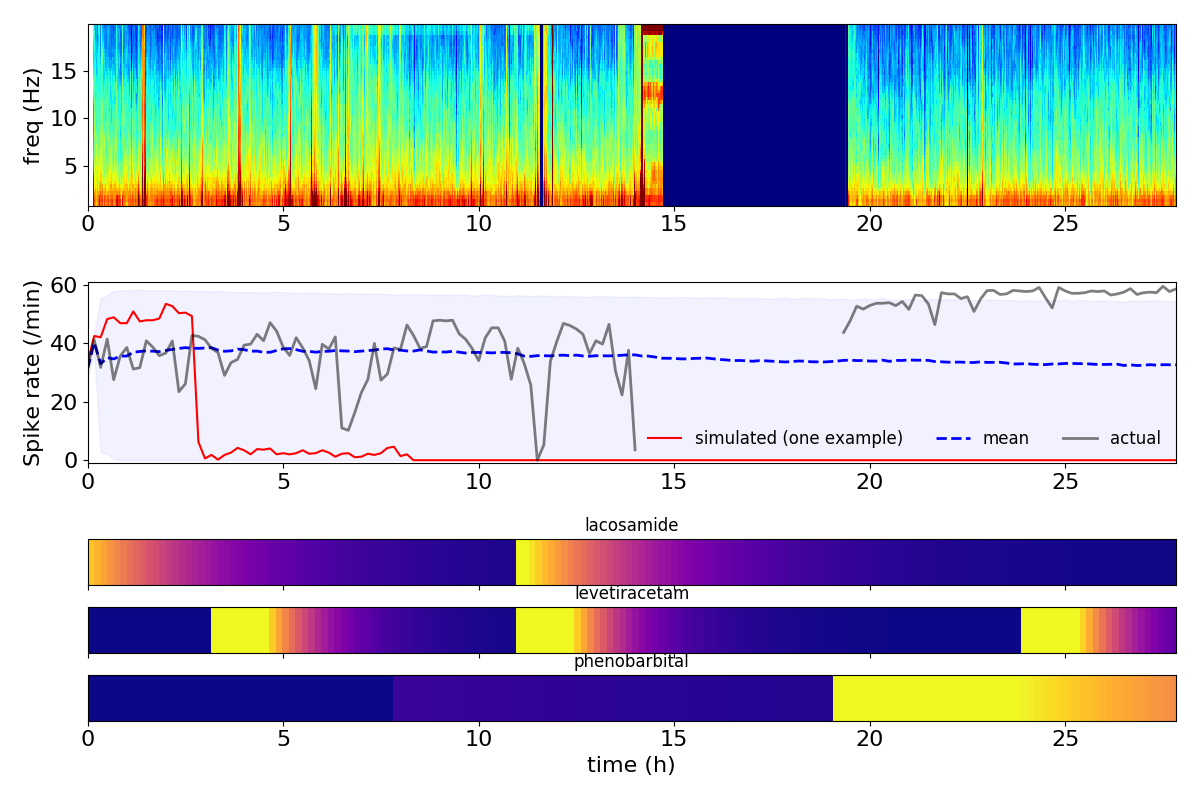 freq (Hz)
15
10
5
0 5 10 15 20 25
Spike rate (/min)
60
40
20
0
simulated (one example) mean actual
0 5 10 15 20 25
lacosamide
levetiracetam
phenobarbital
0 5 10 15 20 25
time (h)